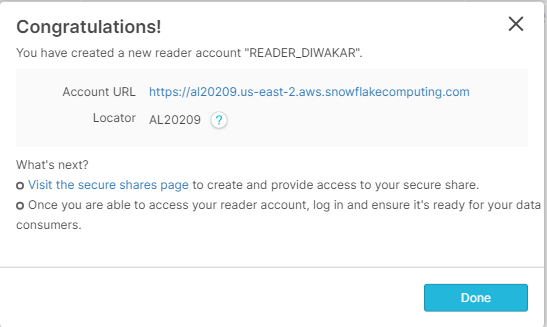 Congratulations!
You have created a new reader account "READER_DIWAKAR".
Account URL https://al20209.us-east-2.aws.snowflakecomputing.com
Locator AL20209 ?
What's next?
Visit the secure shares page to create and provide access to your secure share.
Once you are able to access your reader account, log in and ensure it's ready for your data
consumers.
Done